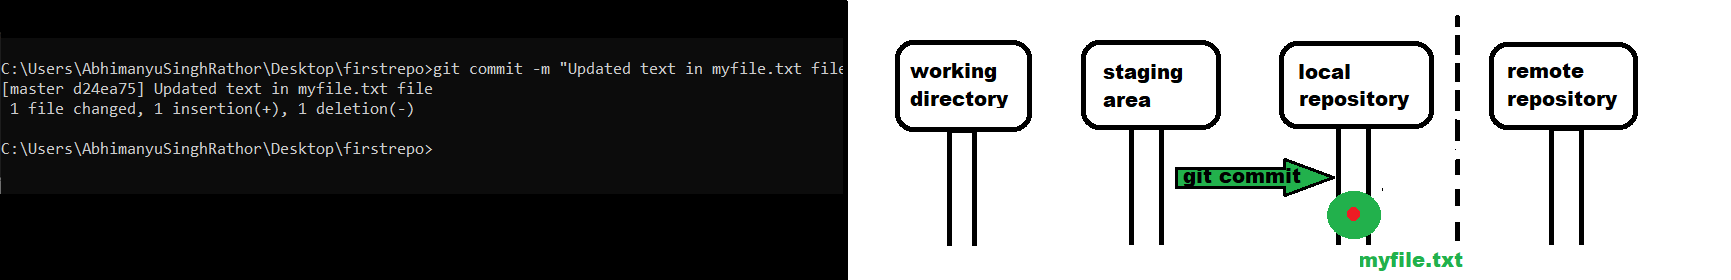 C:\Users\AbhimanyuSinghRathor\Desktop\firstrepo>git commit -m "Updated text in myfile.txt file
[master d24ea75] Updated text in myfile.txt file
1 file changed, 1 insertion(+), 1 deletion(-)
C:\Users\AbhimanyuSinghRathor\Desktop\firstrepo>
working
directory
staging
area
local
repository
remote
repository
git commit
myfile.txt